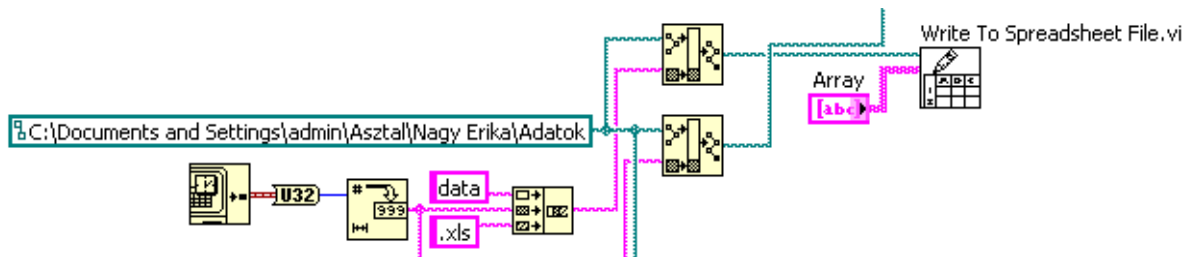 Write To Spreadsheet File.vi
Array
[abc]
C:\Documents and Settings\admin\Asztal\Nagy Erika\Adatok
U32
#
999
data
.xls